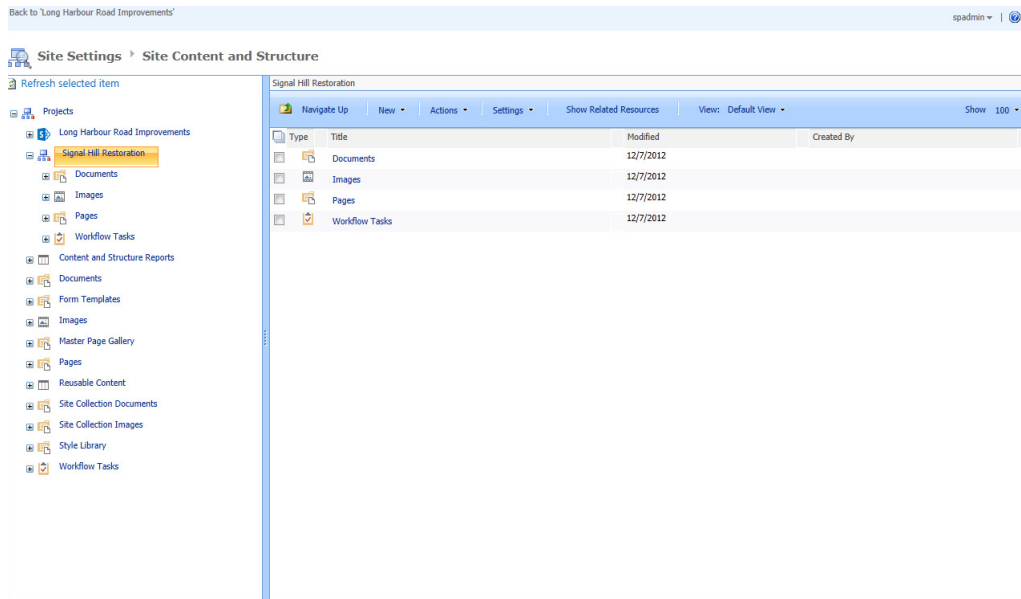 Back to 'Long Harbour Road Improvements'
spadmin
Site Settings Site Content and Structure
Refresh selected item
Projects
Long Harbour Road Improvements
Signal Hill Restoration
Documents
Images
Pages
Workflow Tasks
Content and Structure Reports
Documents
Form Templates
Images
Master Page Gallery
Pages
Reusable Content
Site Collection Documents
Site Collection Images
Style Library
Workflow Tasks
Signal Hill Restoration
Navigate Up New Actions Settings Show Related Resources View: Default View Show 100
Type Title Modified Created By
Documents 12/7/2012
Images 12/7/2012
Pages 12/7/2012
Workflow Tasks 12/7/2012